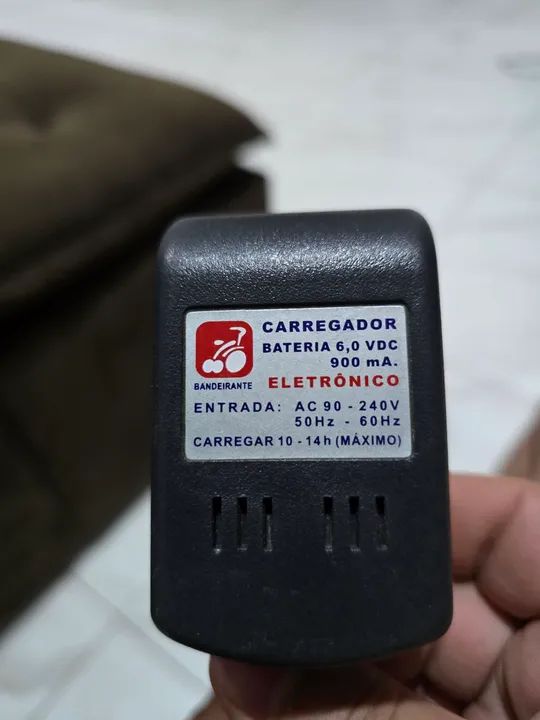 CARREGADOR
BATERIA 6,0 VDC
900 mA.
BANDEIRANTE
ELETRÔNICO
ENTRADA: AC 90 - 240V
50Hz - 60Hz
CARREGAR 10 - 14h (MÁXIMO)